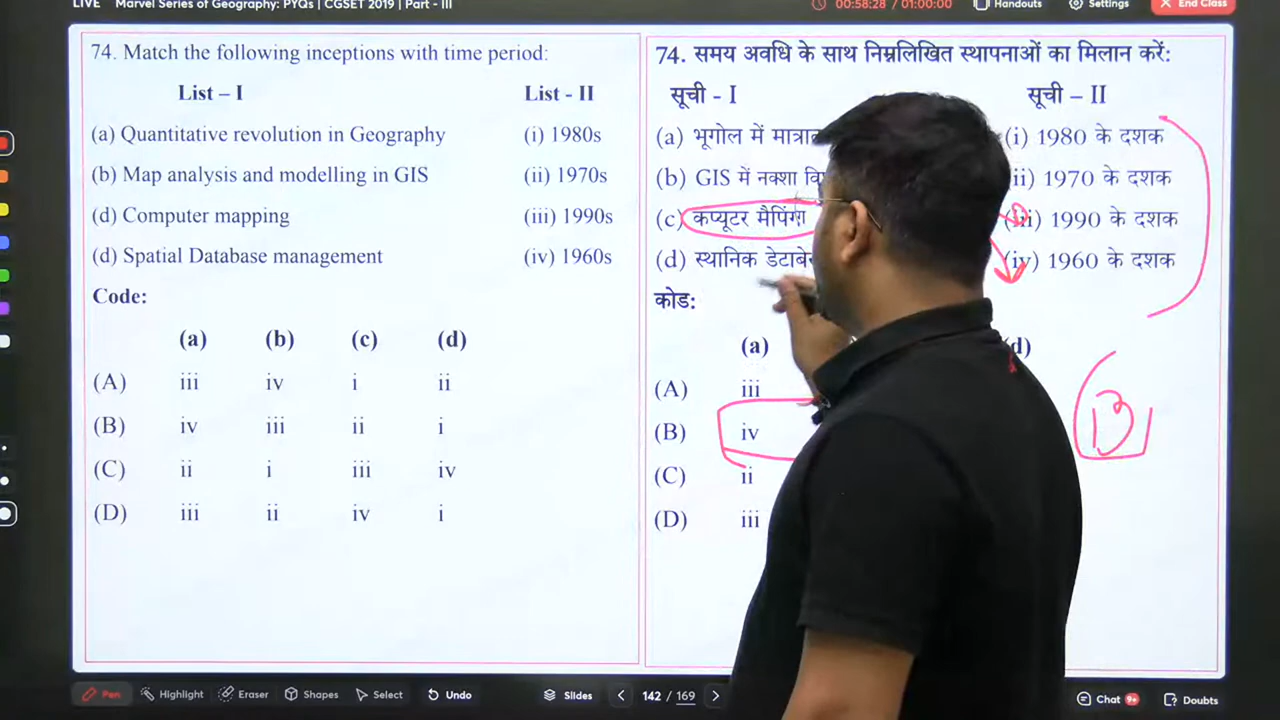 LIVE Marvel Series of Geography: PYQs | CGSET 2019 | Part - III 00:58:28 / 01:00:00 Handouts Settings End Class
74. Match the following inceptions with time period:
List – I List - II
(a) Quantitative revolution in Geography (i) 1980s
(b) Map analysis and modelling in GIS (ii) 1970s
(d) Computer mapping (iii) 1990s
(d) Spatial Database management (iv) 1960s
Code:
(a) (b) (c) (d)
(A) iii iv i ii
(B) iv iii ii i
(C) ii i iii iv
(D) iii ii iv i
74. समय अवधि के साथ निम्नलिखित स्थापनाओं का मिलान करें:
सूची - I सूची – II
(a) भूगोल में (i) 1980 के दशक
(b) GIS में नक्शा ii) 1970 के दशक
(c) कप्यूटर मैपिंग (iii) 1990 के दशक
(d) स्थानिक (iv) 1960 के दशक
कोड:
(a) (d)
(A) iii
(B) iv B
(C) ii
(D) iii
Pen Highlight Eraser Shapes Select Undo Slides 142 / 169 Chat 9+ Doubts